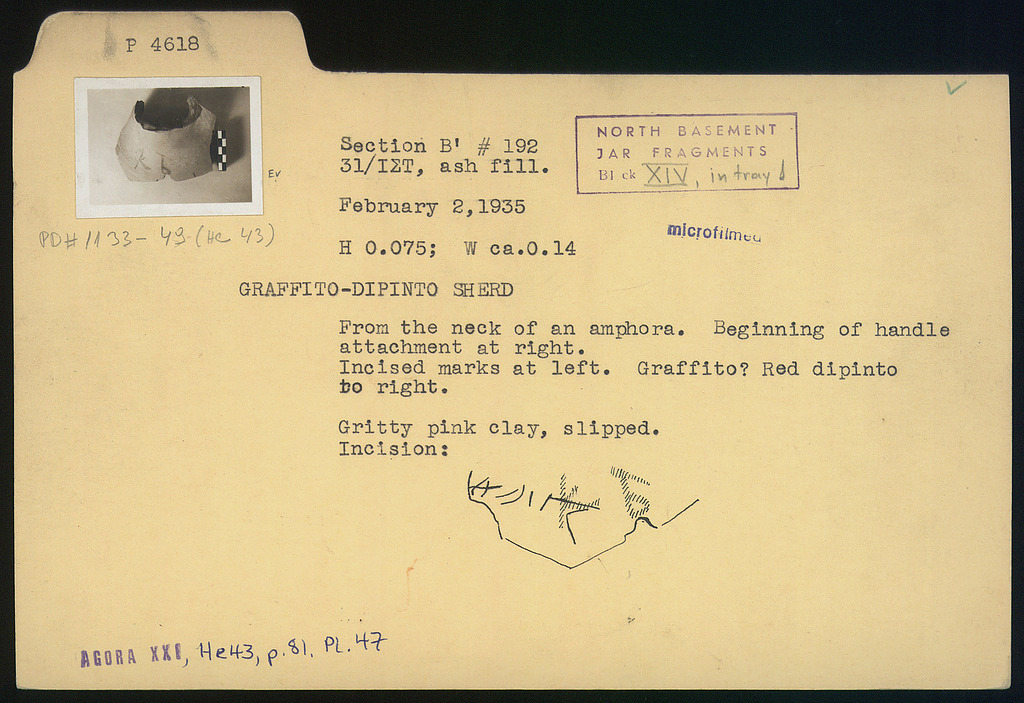 P 4618
Section B' # 192
31/ΙΣΤ, ash fill.
NORTH BASEMENT
JAR FRAGMENTS
Bl ck XIV, in tray
Ev
February 2,1935
PD# 1133-43 (He 43)
microfilmed
H 0.075; W ca.0.14
GRAFFITO-DIPINTO SHERD
From the neck of an amphora. Beginning of handle
attachment at right.
Incised marks at left. Graffito? Red dipinto
to right.
Gritty pink clay, slipped.
Incision:
AGORA XXI, He43, p.81. Pl.47